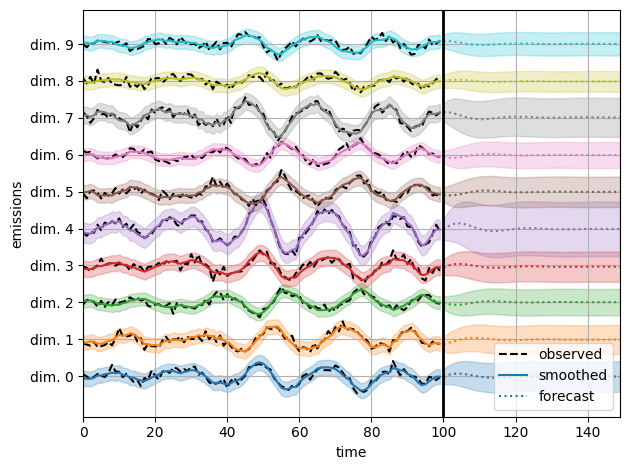 dim. 9
dim. 8
dim. 7
dim. 6
dim. 5
dim. 4
dim. 3
dim. 2
dim. 1
dim. 0
emissions
observed
smoothed
forecast
0 20 40 60 80 100 120 140
time